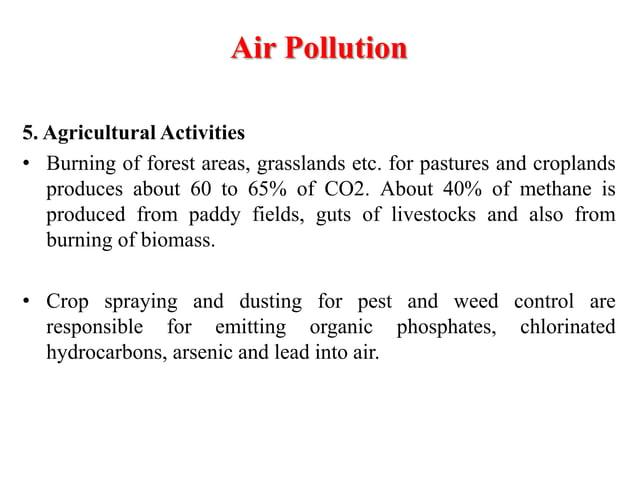 Air Pollution
5. Agricultural Activities
• Burning of forest areas, grasslands etc. for pastures and croplands
produces about 60 to 65% of CO2. About 40% of methane is
produced from paddy fields, guts of livestocks and also from
burning of biomass.
• Crop spraying and dusting for pest and weed control are
responsible for emitting organic phosphates, chlorinated
hydrocarbons, arsenic and lead into air.